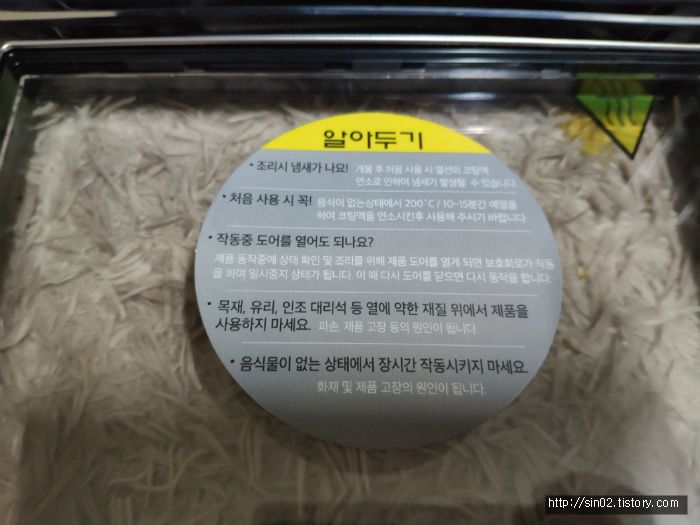 알아두기
• 조리시 냄새가 나요! 개봉 후 처음 사용 시 열선의 코팅액
연소로 인하여 냄새가 발생될 수 있습니다.
• 처음 사용 시 꼭! 음식이 없는상태에서 200˚C / 10~15분간 예열을
하여 코팅액을 연소시킨후 사용해 주시기 바랍니다.
• 작동중 도어를 열어도 되나요?
제품 동작중에 상태 확인 및 조리를 위해 제품 도어를 열게 되면 보호회로가 작동
을 하며 일시중지 상태가 됩니다. 이 때 다시 도어를 닫으면 다시 동작을 합니다.
• 목재, 유리, 인조 대리석 등 열에 약한 재질 위에서 제품을
사용하지 마세요. 파손, 제품 고장 등의 원인이 됩니다.
• 음식물이 없는 상태에서 장시간 작동시키지 마세요.
화재 및 제품 고장의 원인이 됩니다.
http://sin02.tistory.com